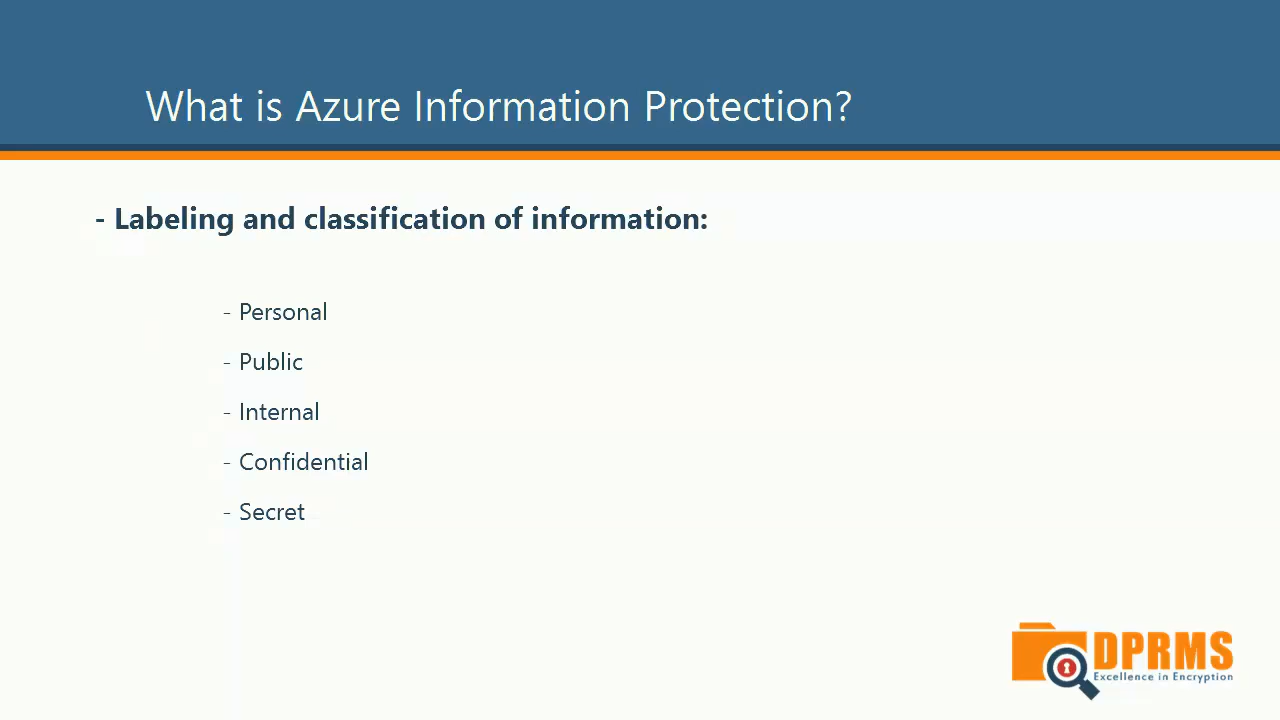 What is Azure Information Protection?
- Labeling and classification of information:
- Personal
- Public
- Internal
- Confidential
- Secret
DPRMS
Excellence in Encryption